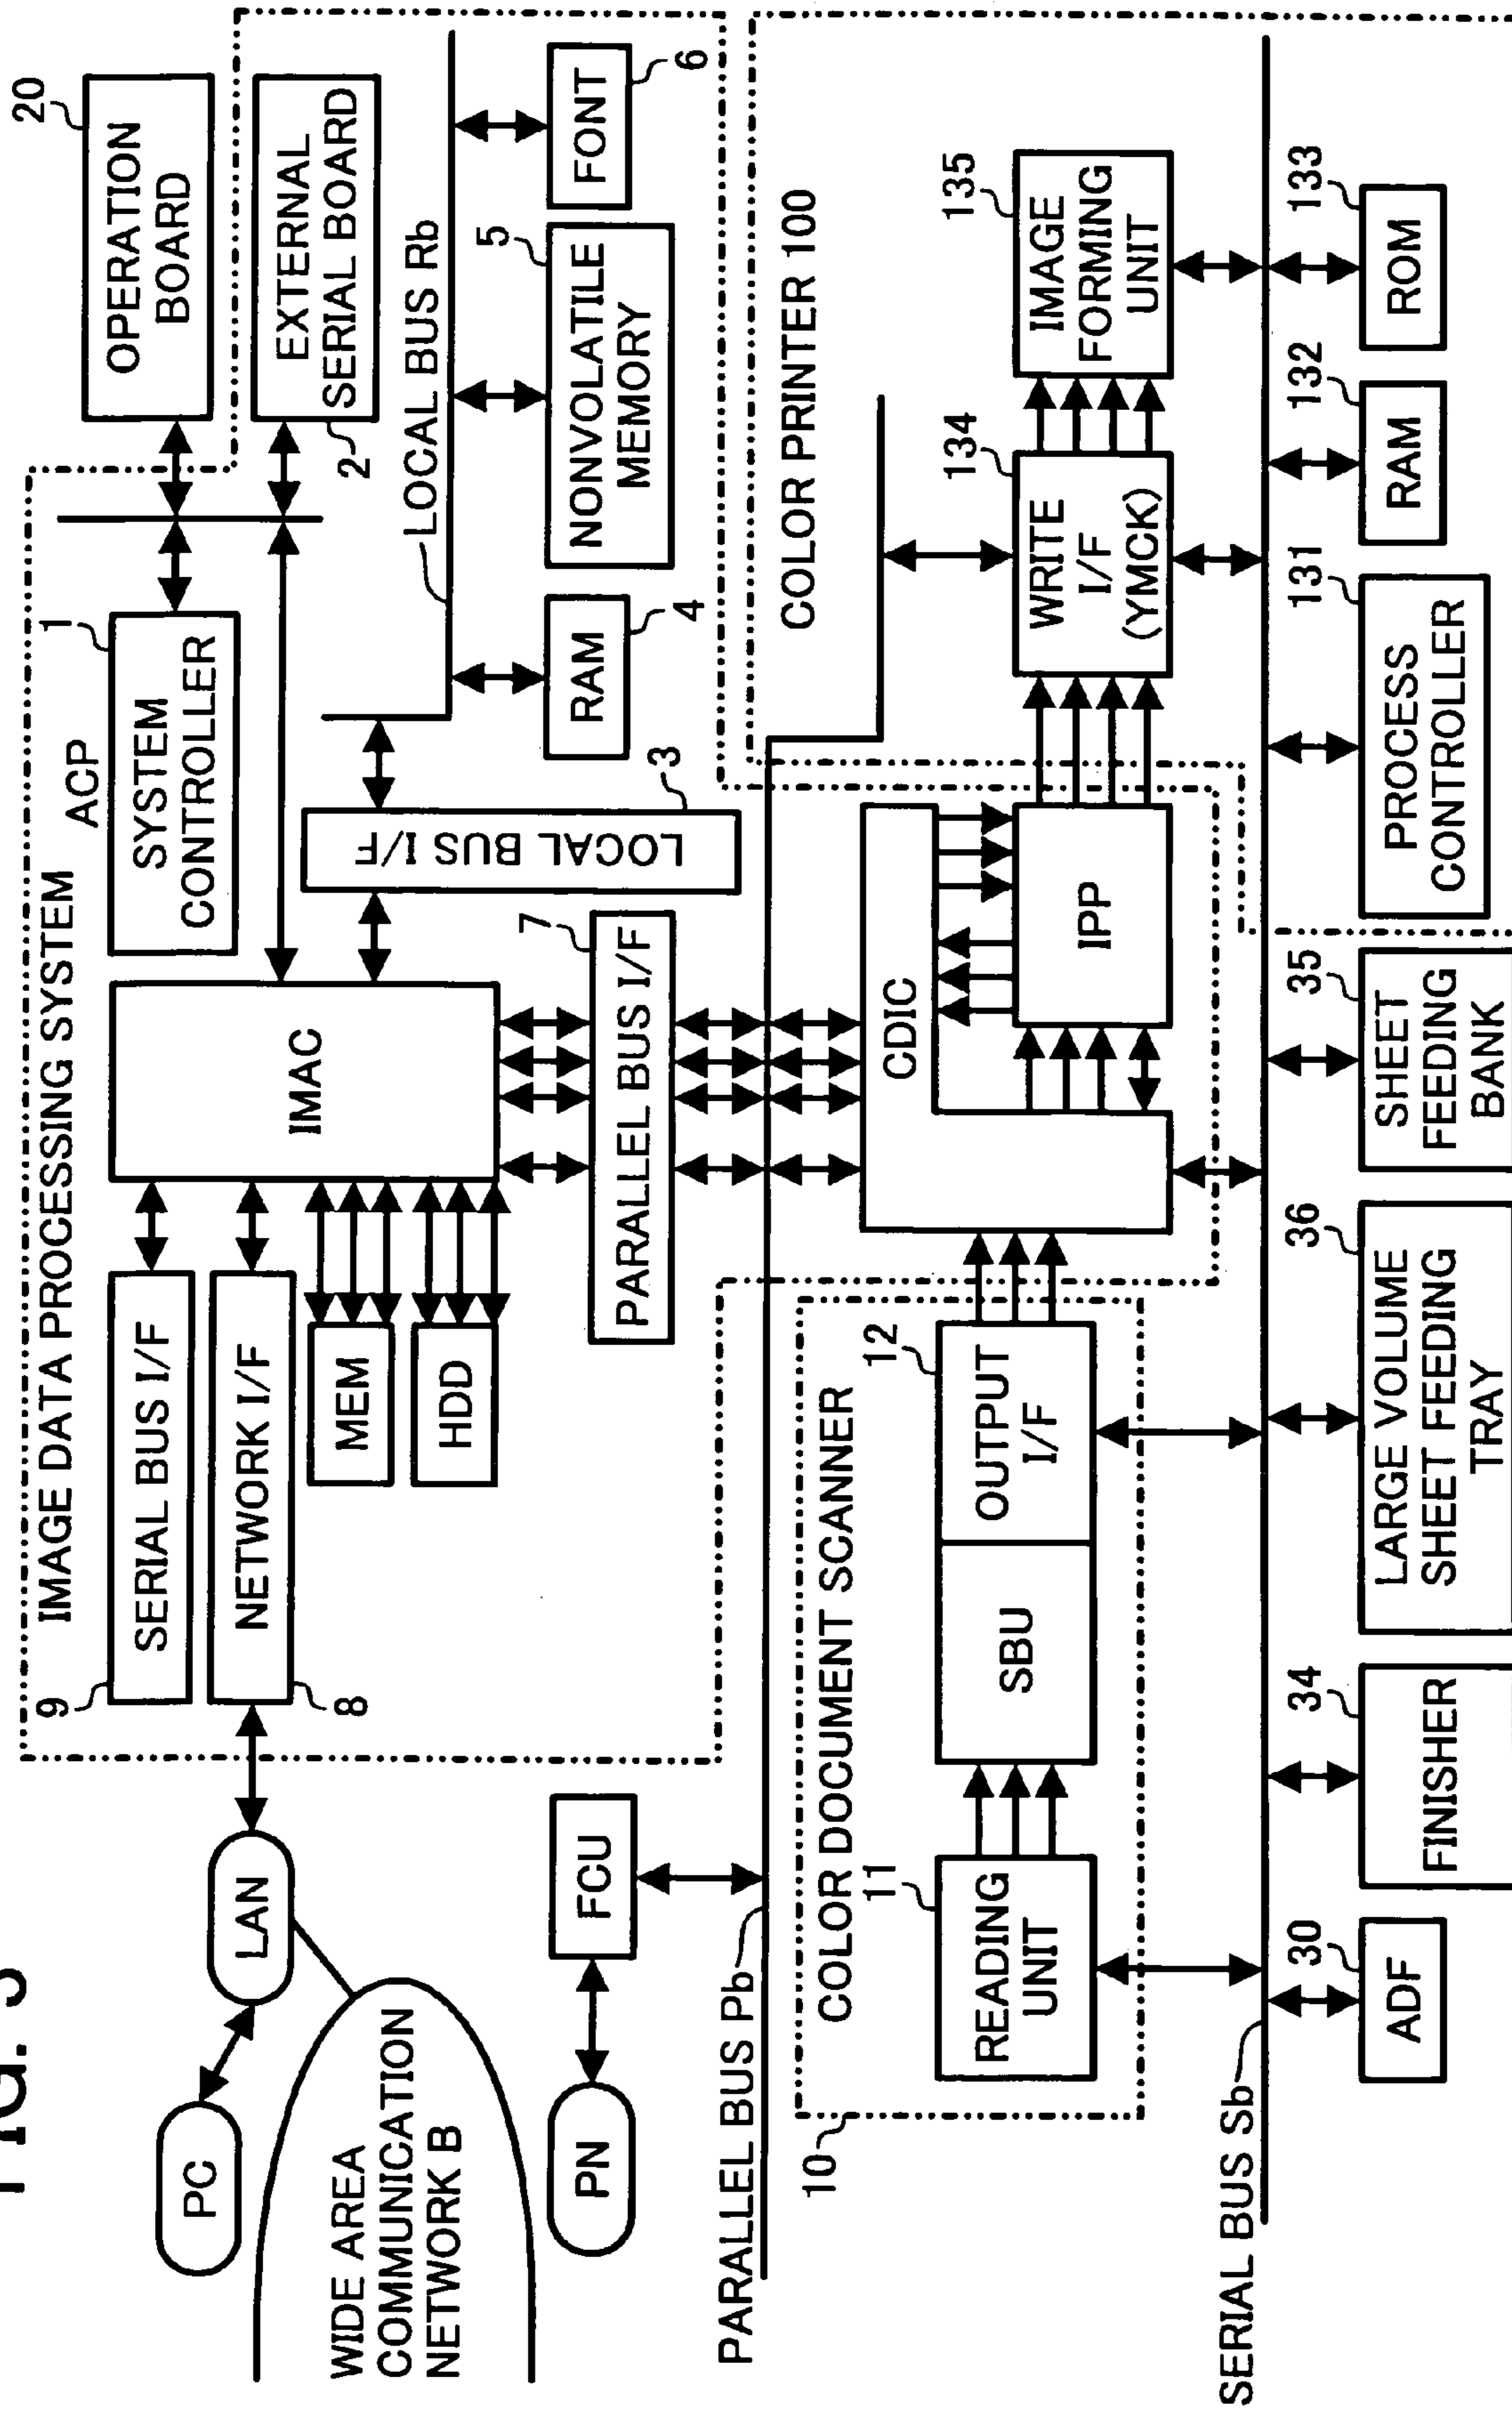 FIG. 3
IMAGE DATA PROCESSING SYSTEM
ACP
20
OPERATION
BOARD
1
SYSTEM
CONTROLLER
EXTERNAL
SERIAL BOARD
2
9
SERIAL BUS I/F
NETWORK I/F
8
IMAC
MEM
HDD
LOCAL BUS I/F
3
LOCAL BUS Rb
RAM
4
NONVOLATILE
MEMORY
5
FONT
6
PARALLEL BUS I/F
7
PC
LAN
WIDE AREA
COMMUNICATION
NETWORK B
PN
FCU
PARALLEL BUS Pb
COLOR DOCUMENT SCANNER
10
READING
UNIT
11
SBU
OUTPUT
I/F
12
CDIC
IPP
COLOR PRINTER 100
WRITE
I/F
(YMCK)
134
IMAGE
FORMING
UNIT
135
SERIAL BUS Sb
ADF
30
FINISHER
34
LARGE VOLUME
SHEET FEEDING
TRAY
36
SHEET
FEEDING
BANK
35
PROCESS
CONTROLLER
131
RAM
132
ROM
133